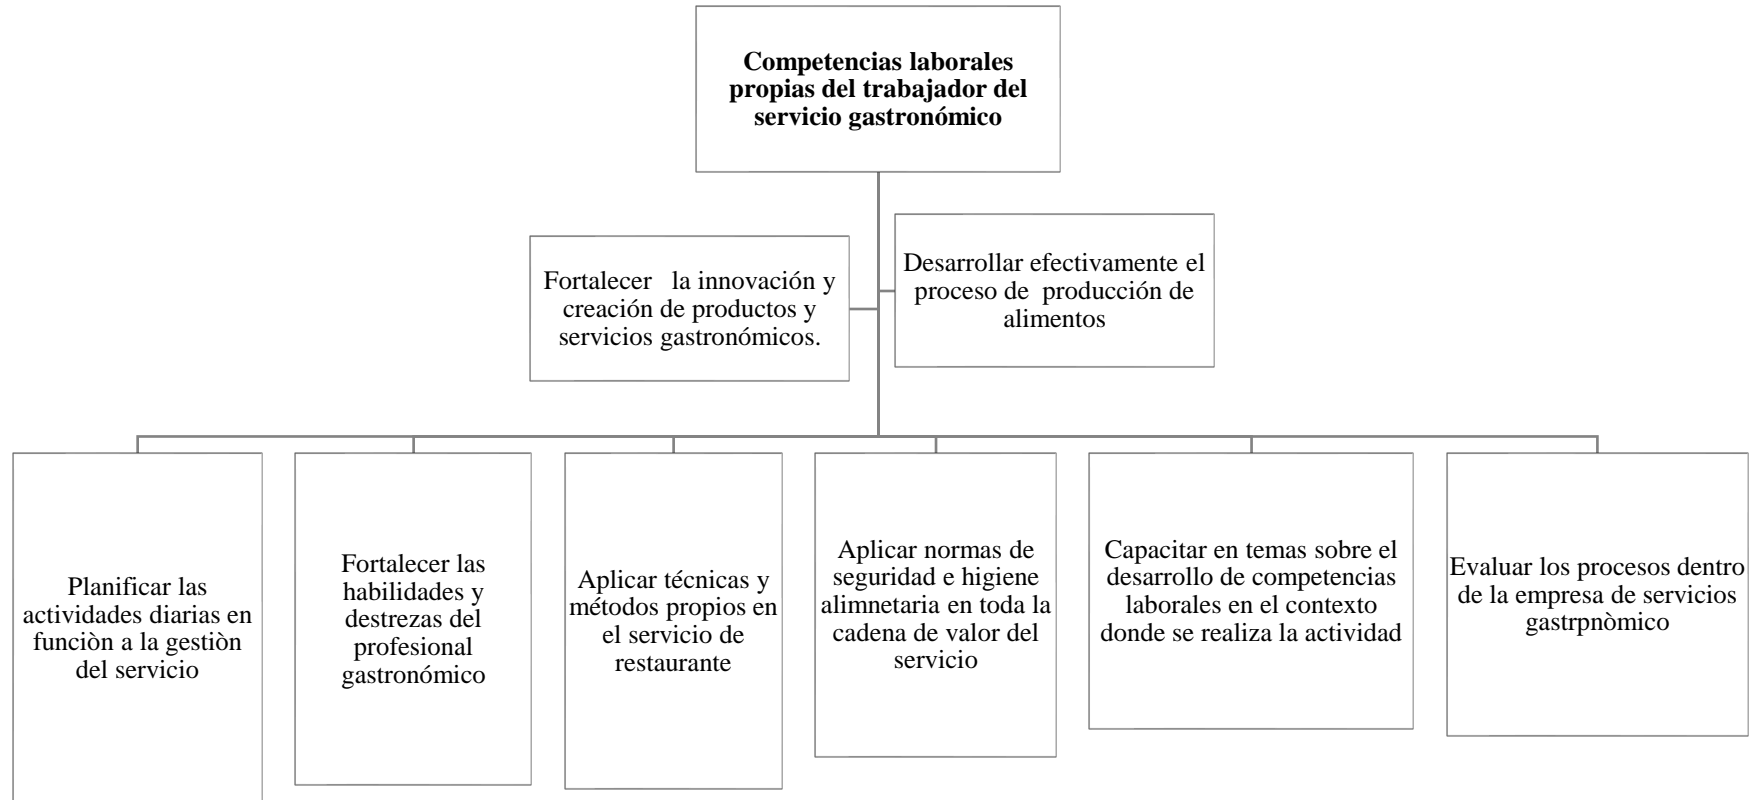 Competencias laborales
propias del trabajador del
servicio gastronómico
Fortalecer la innovación y
creación de productos y
servicios gastronómicos.
Desarrollar efectivamente el
proceso de producción de
alimentos
Planificar las
actividades diarias en
funciòn a la gestiòn
del servicio
Fortalecer las
habilidades y
destrezas del
profesional
gastronómico
Aplicar técnicas y
métodos propios en
el servicio de
restaurante
Aplicar normas de
seguridad e higiene
alimnetaria en toda la
cadena de valor del
servicio
Capacitar en temas sobre el
desarrollo de competencias
laborales en el contexto
donde se realiza la actividad
Evaluar los procesos dentro
de la empresa de servicios
gastrpnòmico